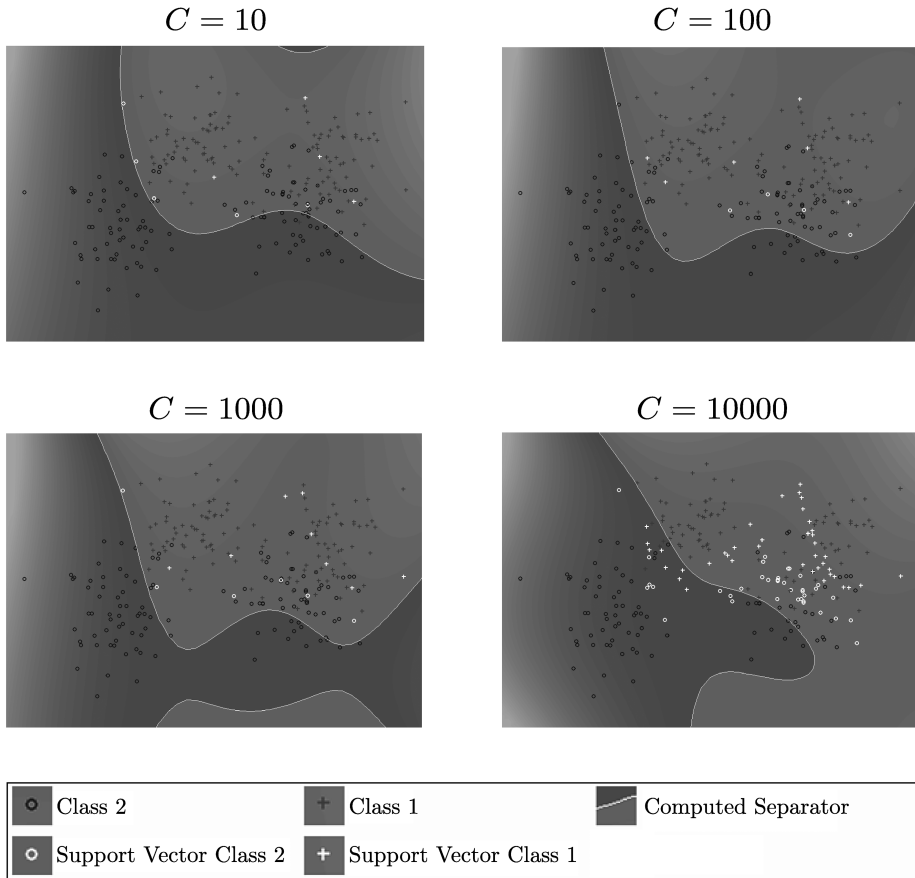 C = 10
C = 100
C = 1000
C = 10000
Class 2
Class 1
Computed Separator
Support Vector Class 2
Support Vector Class 1